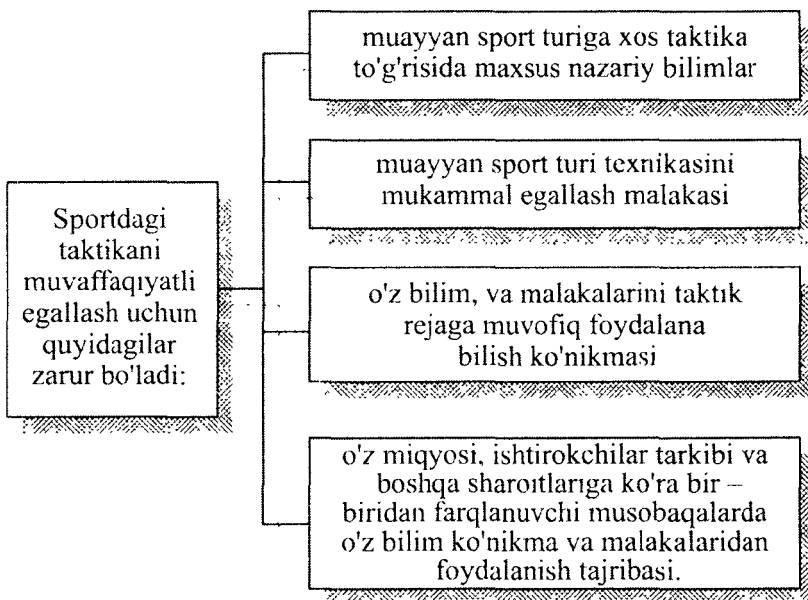 Sportdagi
taktikani
muvaffaqıyatli
egallash uchun
quyidagilar
zarur bo'ladi:
muayyan sport turiga xos taktika
to'g'risida maxsus nazariy bilimlar
muayyan sport turi texnikasini
mukammal egallash malakasi
o'z bilim, va malakalarini taktık
rejaga muvofiq foydalana
bilish ko'nikmasi
o'z miqyosi, ishtirokchilar tarkibi va
boshqa sharoıtlarıga ko'ra bir –
biridan farqlanuvchi musobaqalarda
o'z bilim ko'nikma va malakalaridan
foydalanish tajribasi.